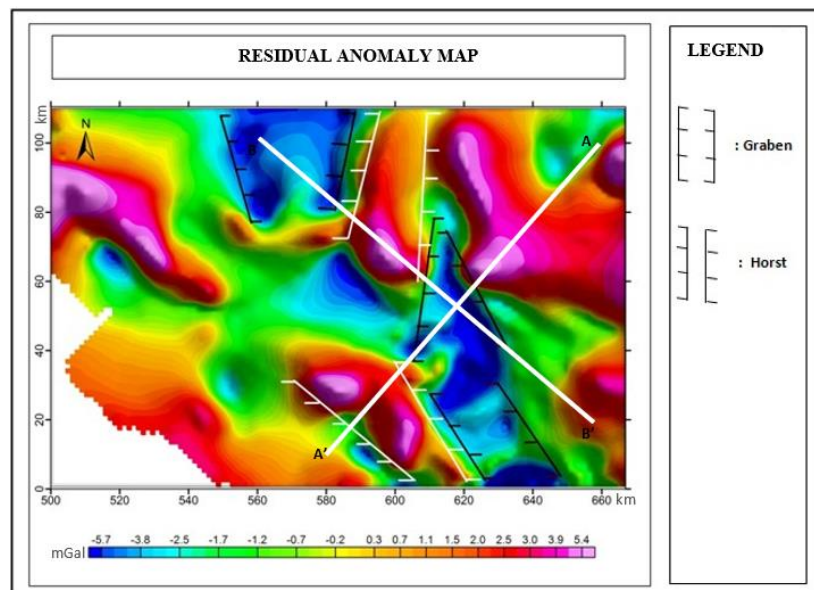 RESIDUAL ANOMALY MAP
LEGEND
: Graben
: Horst
km
100
80
60
40
20
0
N
B
A
A'
B'
500 520 540 560 580 600 620 640 660 km
mGal
-5.7 -3.8 -2.5 -1.7 -1.2 -0.7 -0.2 0.3 0.7 1.1 1.5 2.0 2.5 3.0 3.9 5.4